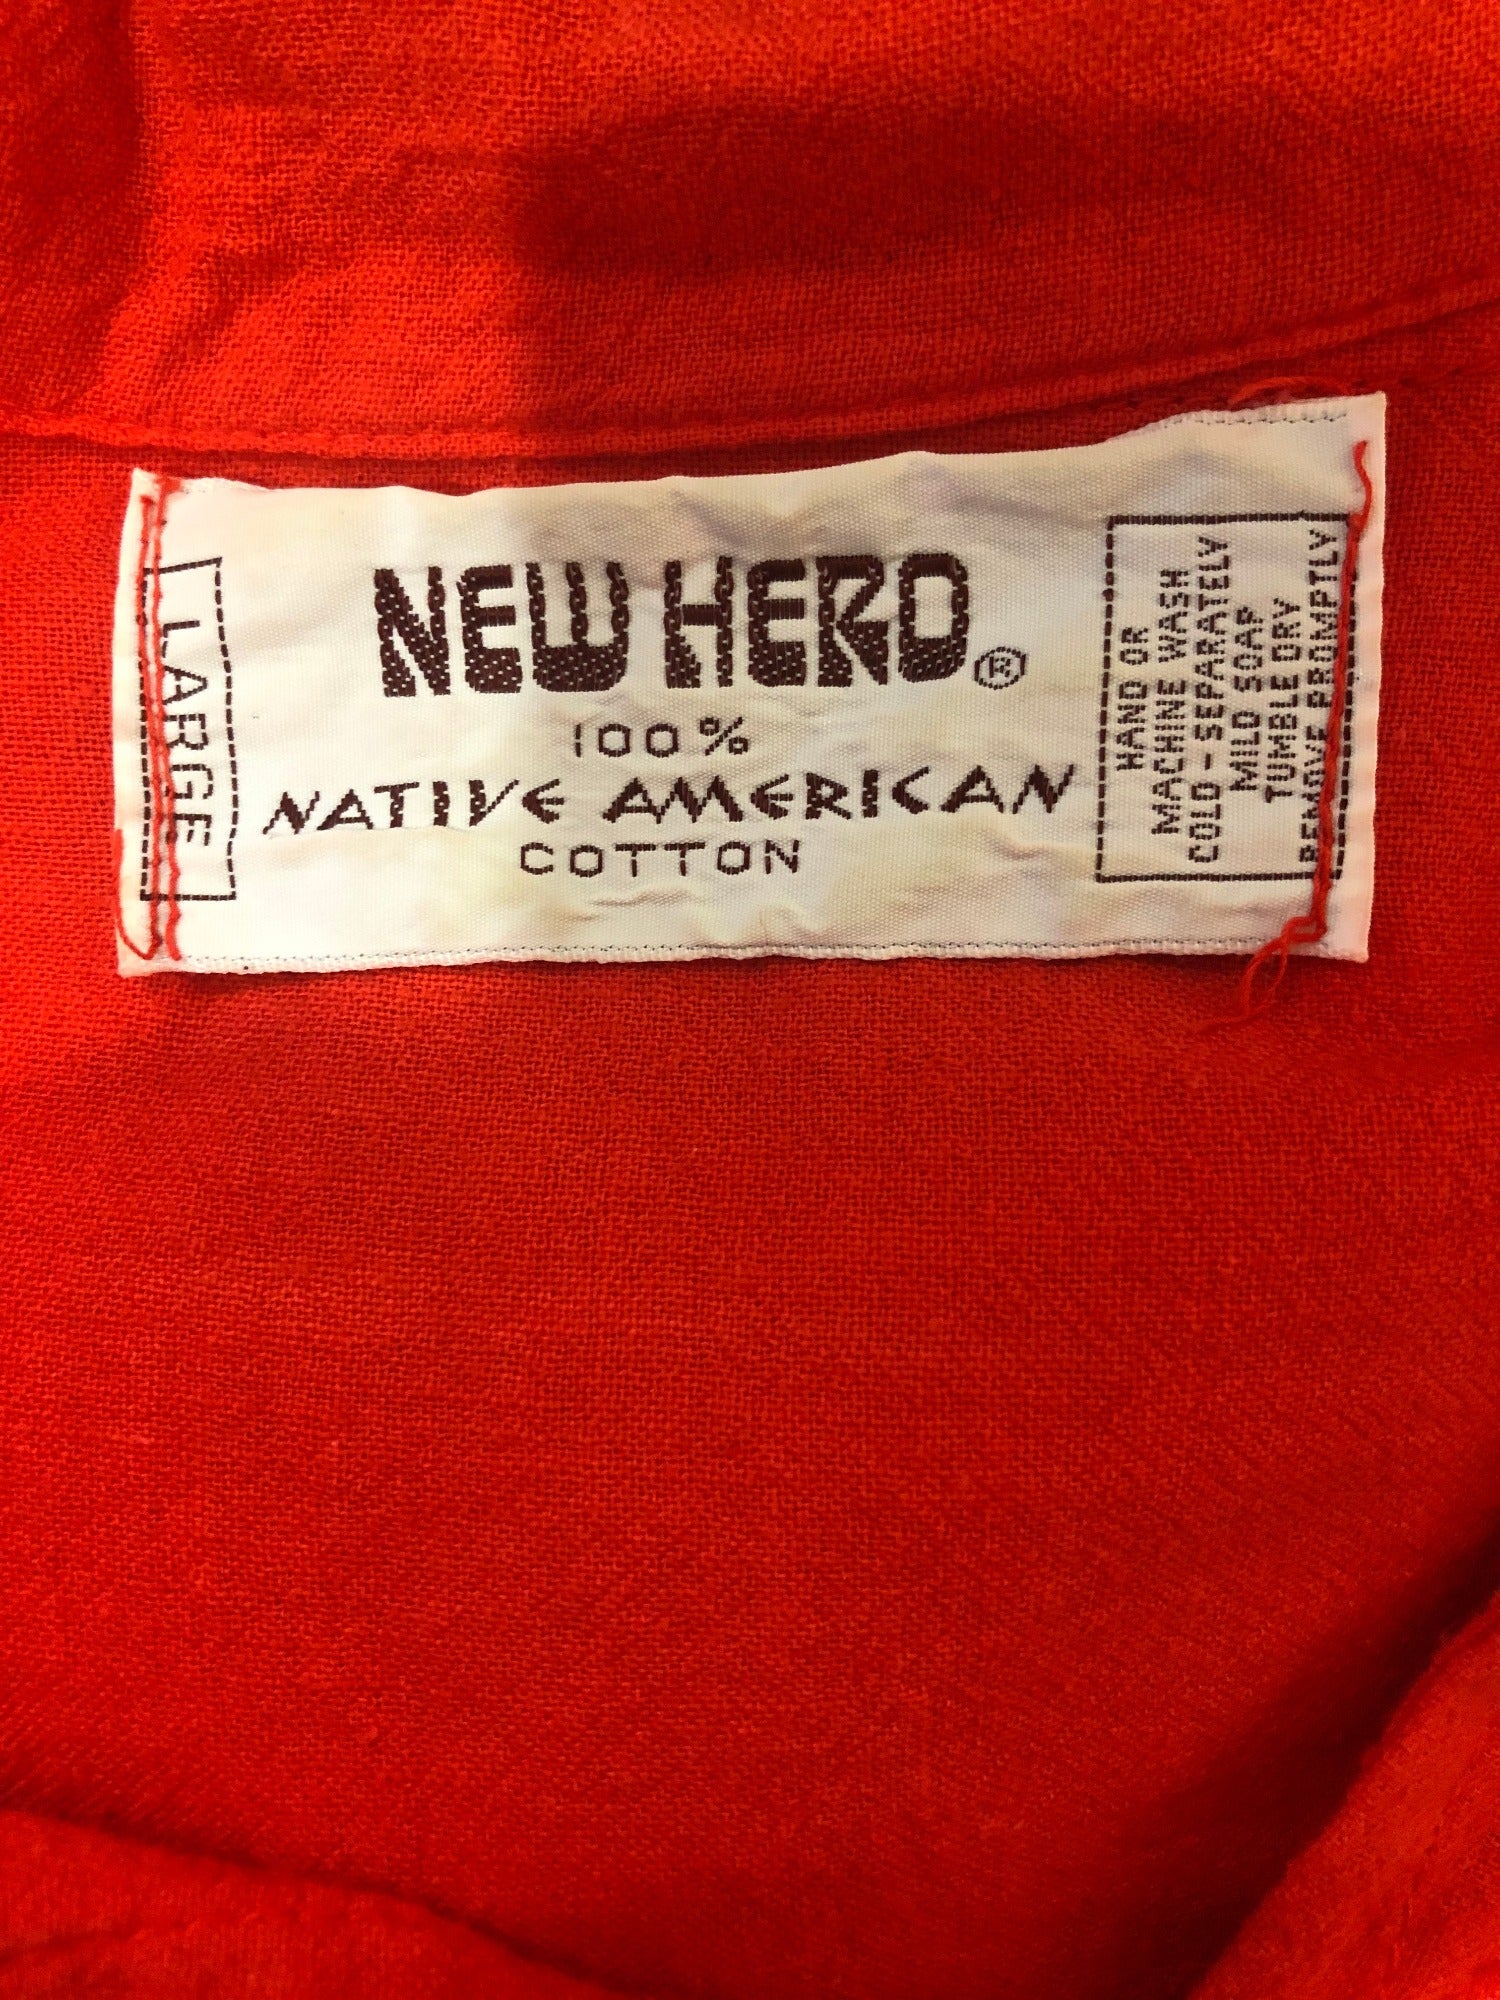 LARGE
NEW HERO ®
100%
NATIVE AMERICAN
COTTON
HAND OR
MACHINE WASH
COLD - SEPARATELY
MILD SOAP
TUMBLE DRY
REMOVE PROMPTLY